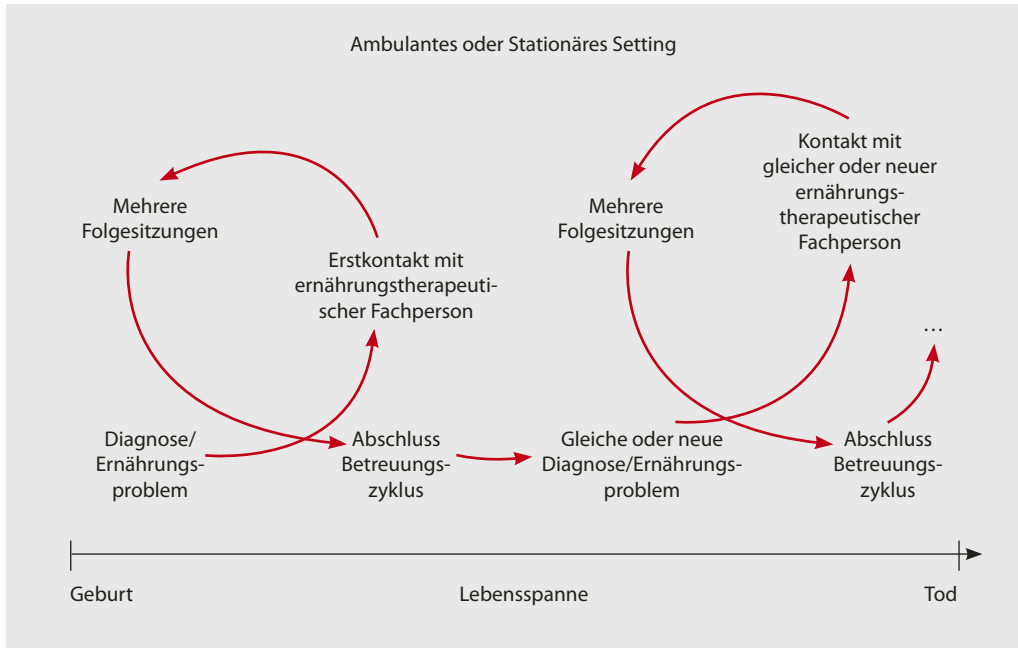 Ambulantes oder Stationäres Setting
Mehrere
Folgesitzungen
Erstkontakt mit
ernährungstherapeuti-
scher Fachperson
Diagnose/
Ernährungs-
problem
Abschluss
Betreuungs-
zyklus
Mehrere
Folgesitzungen
Kontakt mit
gleicher oder neuer
ernährungs-
therapeutischer
Fachperson
Gleiche oder neue
Diagnose/Ernährungs-
problem
Abschluss
Betreuungs-
zyklus
...
Geburt
Lebensspanne
Tod